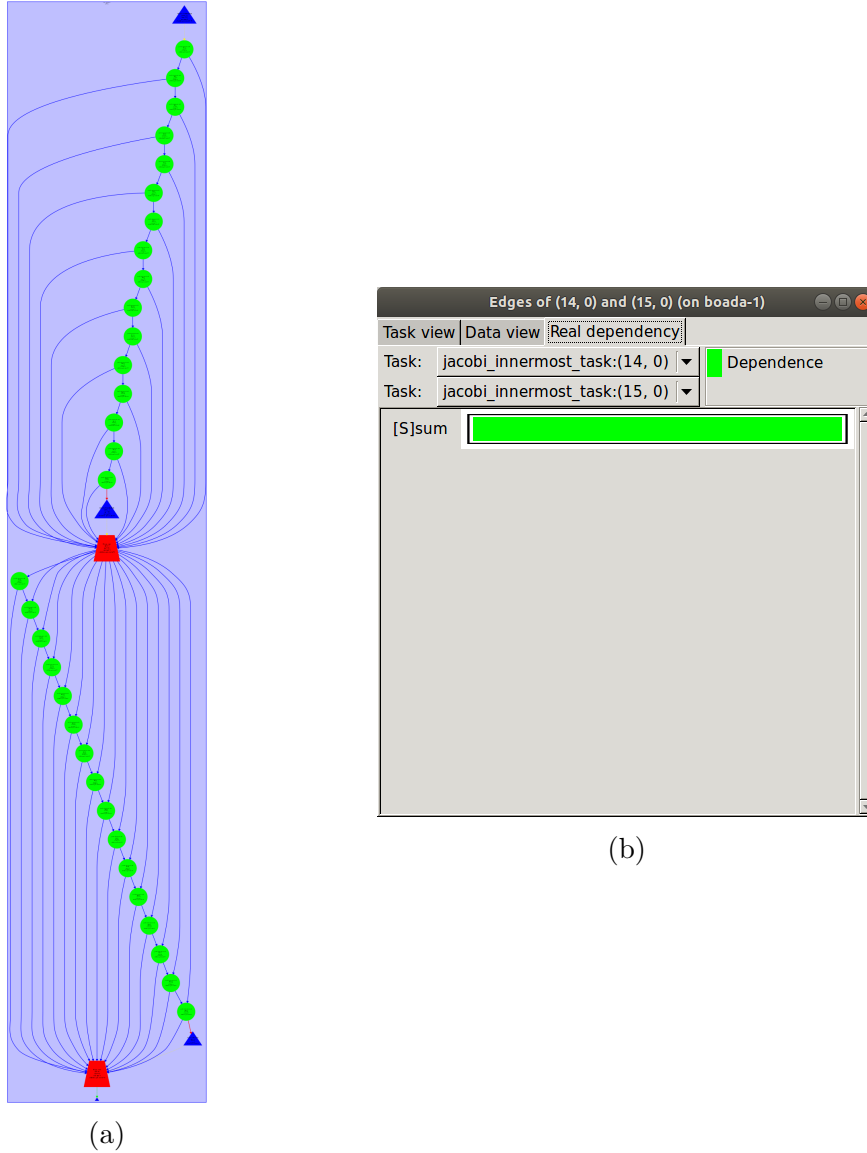 Edges of (14, 0) and (15, 0) (on boada-1)
Task view Data view Real dependency
Task: jacobi_innermost_task:(14, 0) Dependence
Task: jacobi_innermost_task:(15, 0)
[S]sum
(b)
(a)